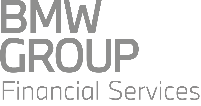 BMW
GROUP
Financial Services